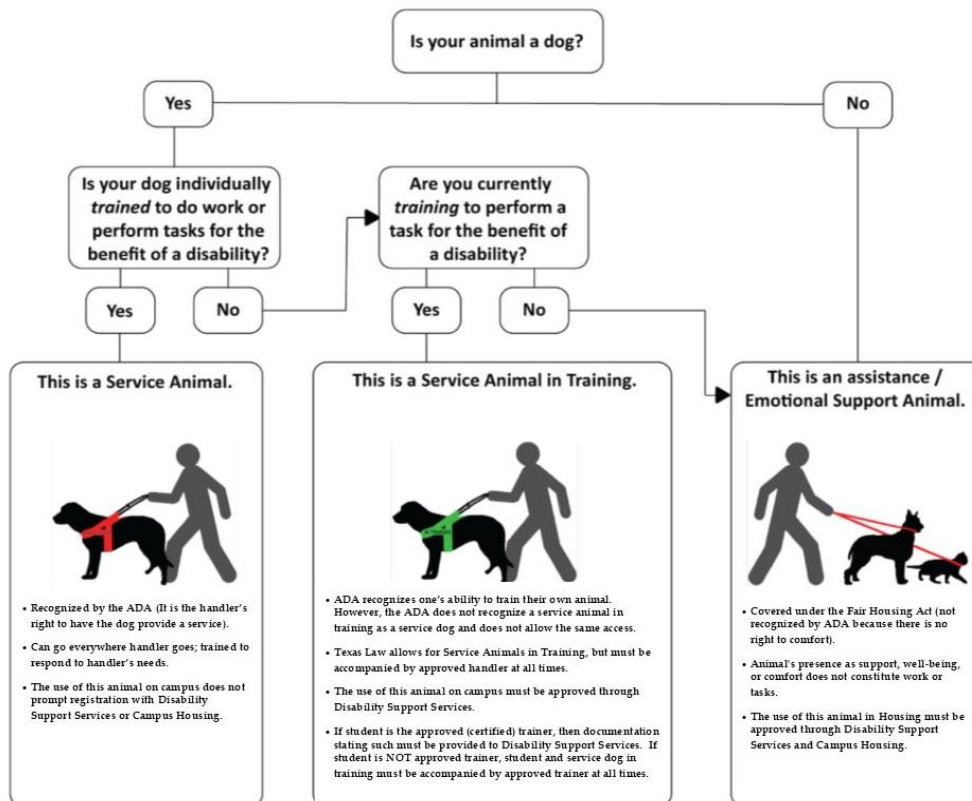 Is your animal a dog?
Yes
No
Is your dog individually
trained to do work or
perform tasks for the
benefit of a disability?
Are you currently
training to perform a
task for the benefit of
a disability?
Yes
No
Yes
No
This is a Service Animal.
• Recognized by the ADA (It is the handler's
right to have the dog provide a service).
• Can go everywhere handler goes; trained to
respond to handler's needs.
• The use of this animal on campus does not
prompt registration with Disability
Support Services or Campus Housing.
This is a Service Animal in Training.
• ADA recognizes one's ability to train their own animal.
However, the ADA does not recognize a service animal in
training as a service dog and does not allow the same access.
• Texas Law allows for Service Animals in Training, but must be
accompanied by approved handler at all times.
• The use of this animal on campus must be approved through
Disability Support Services.
• If student is the approved (certified) trainer, then documentation
stating such must be provided to Disability Support Services. If
student is NOT approved trainer, student and service dog in
training must be accompanied by approved trainer at all times.
This is an assistance /
Emotional Support Animal.
• Covered under the Fair Housing Act (not
recognized by ADA because there is no
right to comfort).
• Animal's presence as support, well-being,
or comfort does not constitute work or
tasks.
• The use of this animal in Housing must be
approved through Disability Support
Services and Campus Housing.